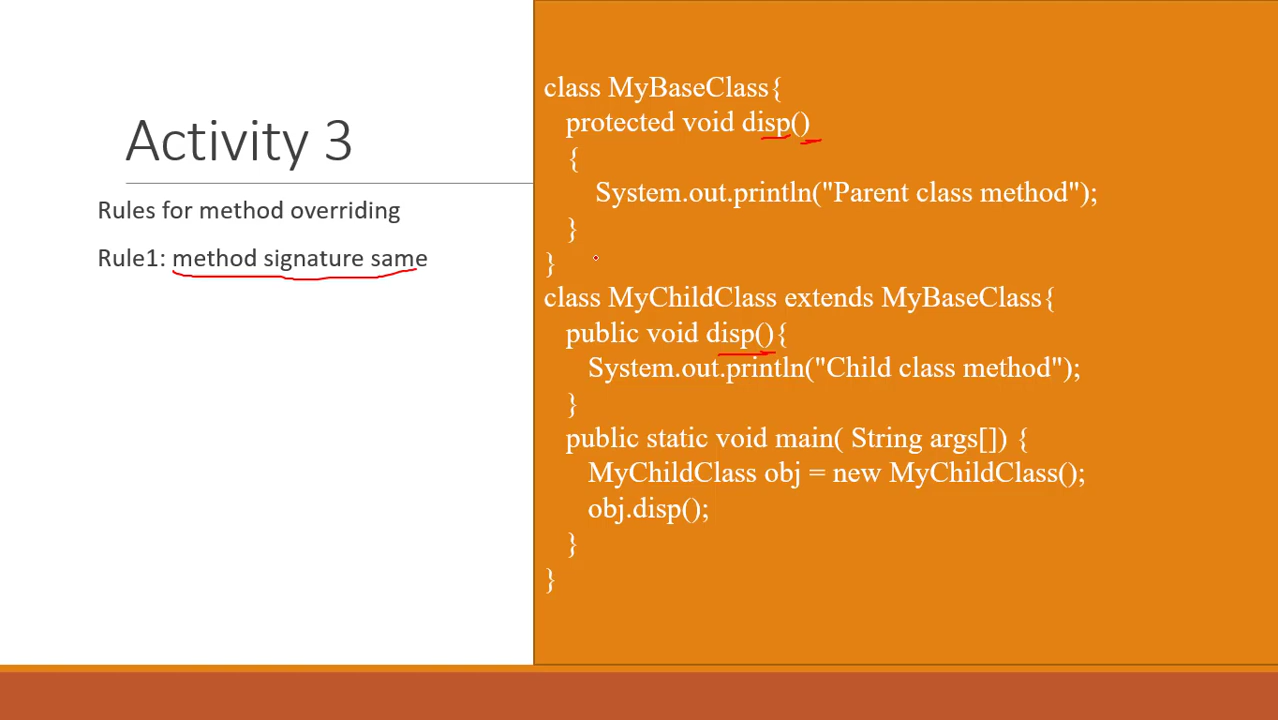 Activity 3
Rules for method overriding
Rule1: method signature same
class MyBaseClass{
protected void disp()
{
System.out.println("Parent class method");
}
}
class MyChildClass extends MyBaseClass{
public void disp(){
System.out.println("Child class method");
}
public static void main( String args[]) {
MyChildClass obj = new MyChildClass();
obj.disp();
}
}